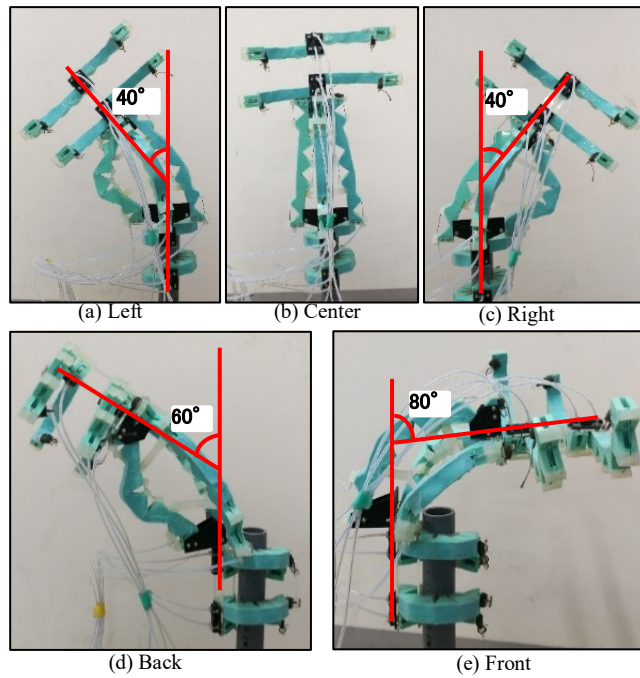 40°
40°
(a) Left
(b) Center
(c) Right
60°
80°
(d) Back
(e) Front